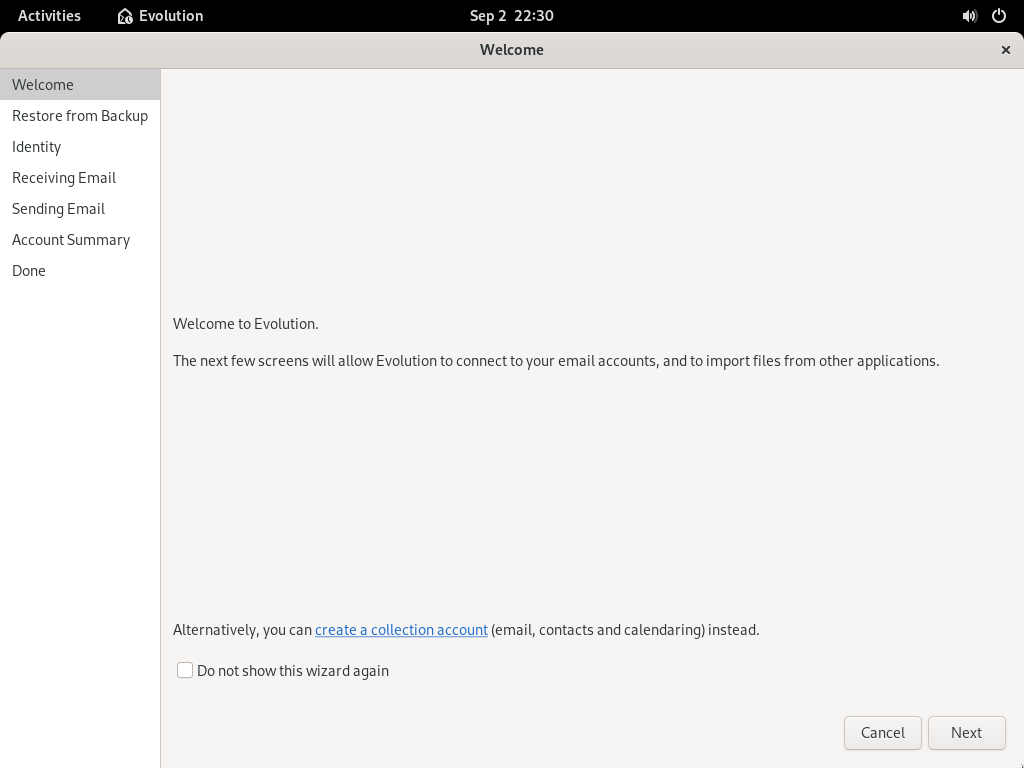 Activities
Evolution
Sep 2 22:30
Welcome
Welcome
Restore from Backup
Identity
Receiving Email
Sending Email
Account Summary
Done
Welcome to Evolution.
The next few screens will allow Evolution to connect to your email accounts, and to import files from other applications.
Alternatively, you can create a collection account (email, contacts and calendaring) instead.
Do not show this wizard again
Cancel
Next